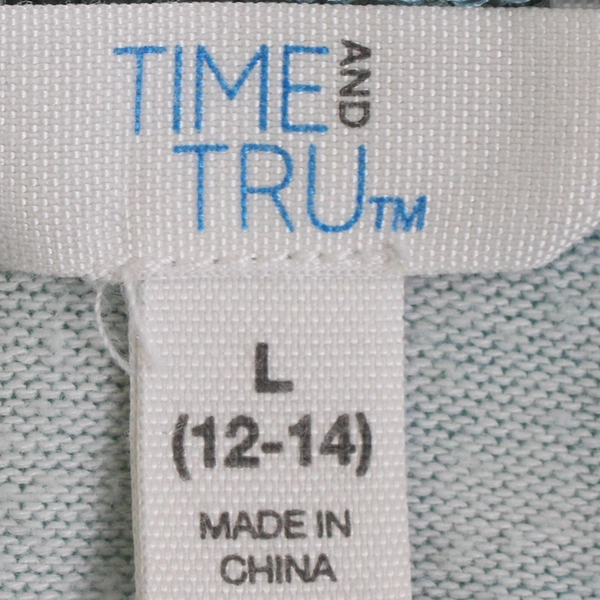 TIME AND
TRU™
L
(12-14)
MADE IN
CHINA